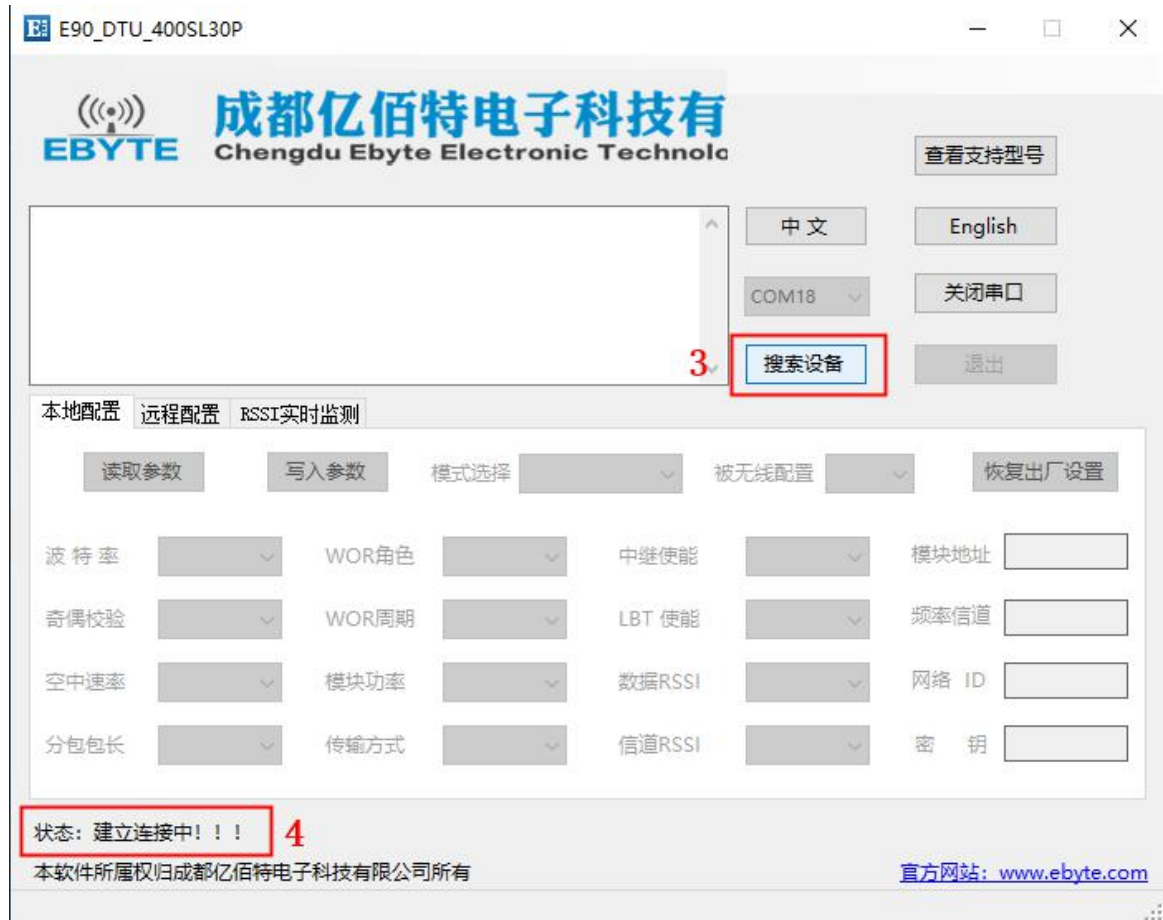 E90_DTU_400SL30P
EBYTE
成都亿佰特电子科技有
Chengdu Ebyte Electronic Technolo
查看支持型号
中 文
English
COM18
关闭串口
3
搜索设备
退出
本地配置 远程配置 RSSI实时监测
读取参数 写入参数 模式选择 被无线配置 恢复出厂设置
波 特 率 WOR角色 中继使能 模块地址
奇偶校验 WOR周期 LBT 使能 频率信道
空中速率 模块功率 数据RSSI 网络 ID
分包包长 传输方式 信道RSSI 密 钥
状态: 建立连接中! ! !
4
本软件所属权归成都亿佰特电子科技有限公司所有 官方网站: www.ebyte.com